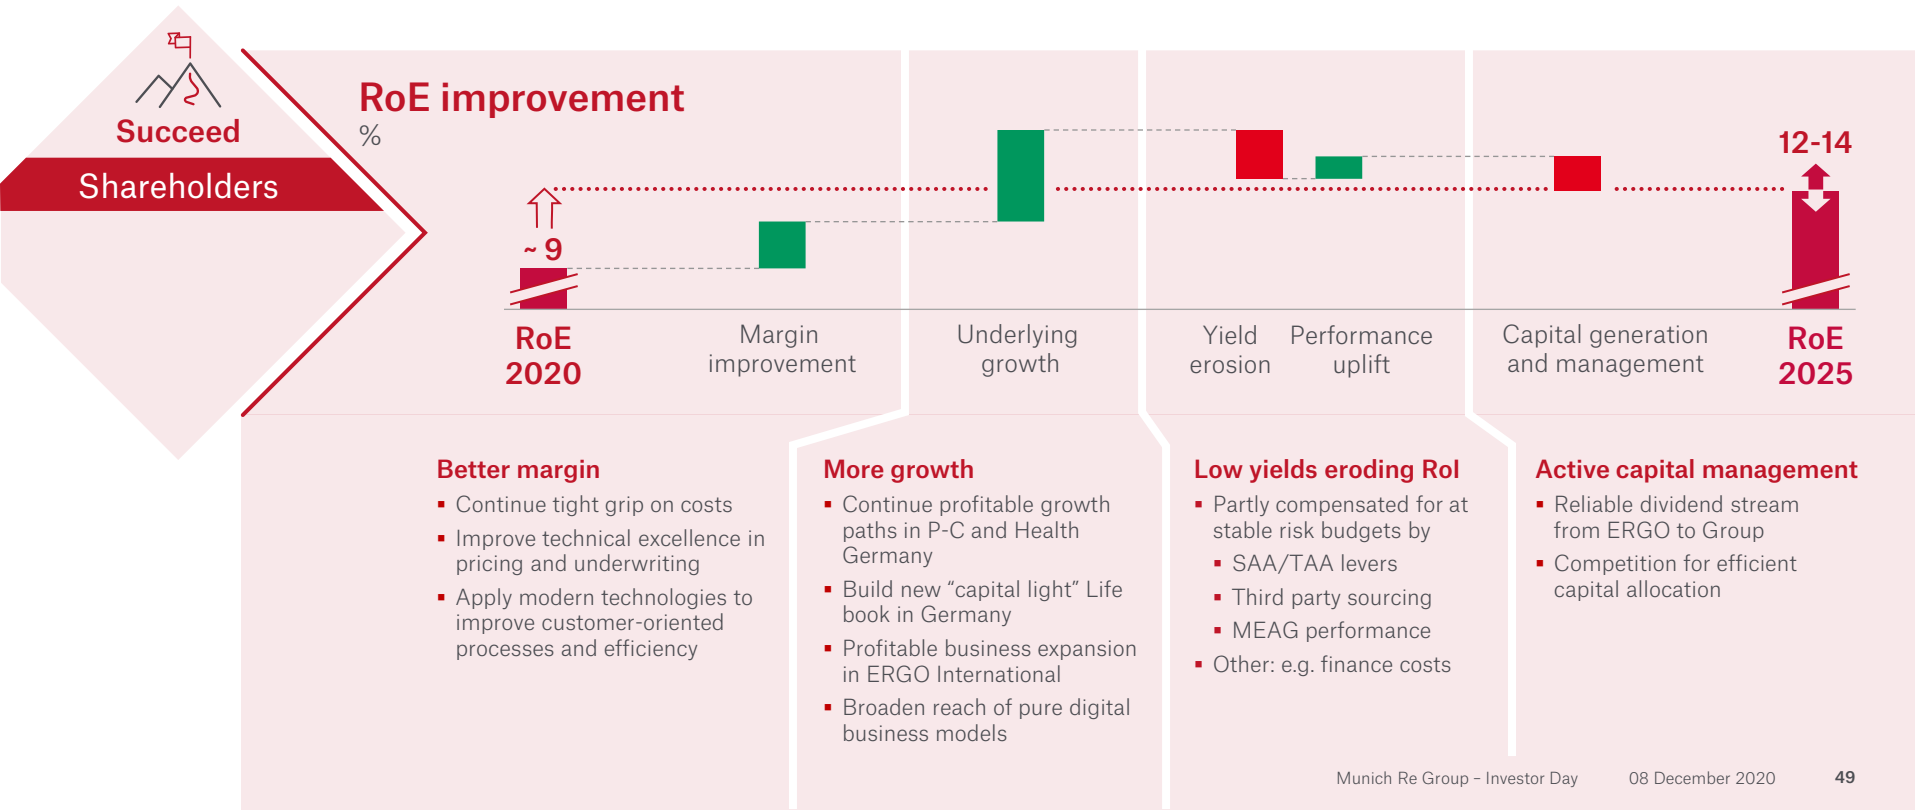 Succeed
Shareholders
RoE improvement
%
~ 9
12-14
RoE
2020
Margin
improvement
Underlying
growth
Yield
erosion
Performance
uplift
Capital generation
and management
RoE
2025
Better margin
▪ Continue tight grip on costs
▪ Improve technical excellence in
pricing and underwriting
▪ Apply modern technologies to
improve customer-oriented
processes and efficiency
More growth
▪ Continue profitable growth
paths in P-C and Health
Germany
▪ Build new “capital light” Life
book in Germany
▪ Profitable business expansion
in ERGO International
▪ Broaden reach of pure digital
business models
Low yields eroding RoI
▪ Partly compensated for at
stable risk budgets by
▪ SAA/TAA levers
▪ Third party sourcing
▪ MEAG performance
▪ Other: e.g. finance costs
Active capital management
▪ Reliable dividend stream
from ERGO to Group
▪ Competition for efficient
capital allocation
Munich Re Group – Investor Day 08 December 2020 49